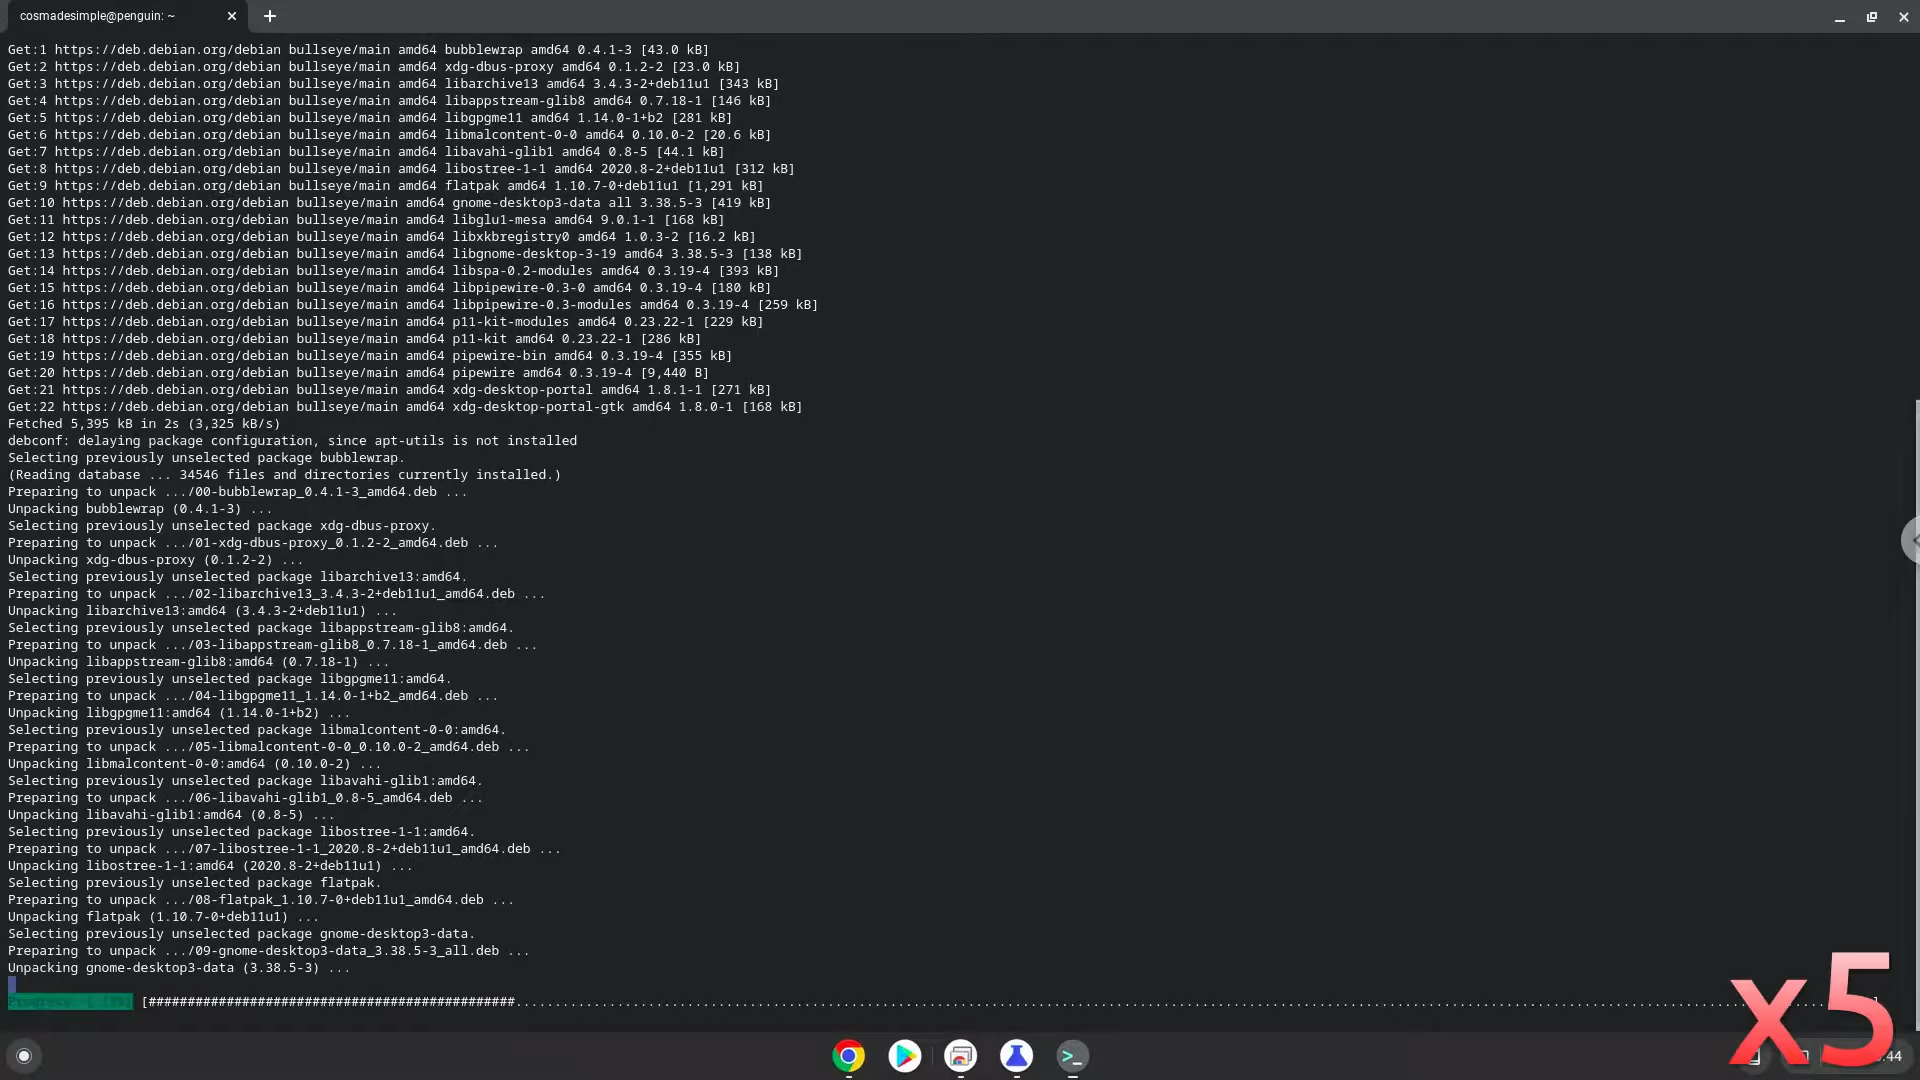 cosmadesimple@penguin: ~
Get:1 https://deb.debian.org/debian bullseye/main amd64 bubblewrap amd64 0.4.1-3 [43.0 kB]
Get:2 https://deb.debian.org/debian bullseye/main amd64 xdg-dbus-proxy amd64 0.1.2-2 [23.0 kB]
Get:3 https://deb.debian.org/debian bullseye/main amd64 libarchive13 amd64 3.4.3-2+deb11u1 [343 kB]
Get:4 https://deb.debian.org/debian bullseye/main amd64 libappstream-glib8 amd64 0.7.18-1 [146 kB]
Get:5 https://deb.debian.org/debian bullseye/main amd64 libgpgme11 amd64 1.14.0-1+b2 [281 kB]
Get:6 https://deb.debian.org/debian bullseye/main amd64 libmalcontent-0-0 amd64 0.10.0-2 [20.6 kB]
Get:7 https://deb.debian.org/debian bullseye/main amd64 libavahi-glib1 amd64 0.8-5 [44.1 kB]
Get:8 https://deb.debian.org/debian bullseye/main amd64 libostree-1-1 amd64 2020.8-2+deb11u1 [312 kB]
Get:9 https://deb.debian.org/debian bullseye/main amd64 flatpak amd64 1.10.7-0+deb11u1 [1,291 kB]
Get:10 https://deb.debian.org/debian bullseye/main amd64 gnome-desktop3-data all 3.38.5-3 [419 kB]
Get:11 https://deb.debian.org/debian bullseye/main amd64 libglu1-mesa amd64 9.0.1-1 [168 kB]
Get:12 https://deb.debian.org/debian bullseye/main amd64 libxkbregistry0 amd64 1.0.3-2 [16.2 kB]
Get:13 https://deb.debian.org/debian bullseye/main amd64 libgnome-desktop-3-19 amd64 3.38.5-3 [138 kB]
Get:14 https://deb.debian.org/debian bullseye/main amd64 libspa-0.2-modules amd64 0.3.19-4 [393 kB]
Get:15 https://deb.debian.org/debian bullseye/main amd64 libpipewire-0.3-0 amd64 0.3.19-4 [180 kB]
Get:16 https://deb.debian.org/debian bullseye/main amd64 libpipewire-0.3-modules amd64 0.3.19-4 [259 kB]
Get:17 https://deb.debian.org/debian bullseye/main amd64 p11-kit-modules amd64 0.23.22-1 [229 kB]
Get:18 https://deb.debian.org/debian bullseye/main amd64 p11-kit amd64 0.23.22-1 [286 kB]
Get:19 https://deb.debian.org/debian bullseye/main amd64 pipewire-bin amd64 0.3.19-4 [355 kB]
Get:20 https://deb.debian.org/debian bullseye/main amd64 pipewire amd64 0.3.19-4 [9,440 B]
Get:21 https://deb.debian.org/debian bullseye/main amd64 xdg-desktop-portal amd64 1.8.1-1 [271 kB]
Get:22 https://deb.debian.org/debian bullseye/main amd64 xdg-desktop-portal-gtk amd64 1.8.0-1 [168 kB]
Fetched 5,395 kB in 2s (3,325 kB/s)
debconf: delaying package configuration, since apt-utils is not installed
Selecting previously unselected package bubblewrap.
(Reading database ... 34546 files and directories currently installed.)
Preparing to unpack .../00-bubblewrap_0.4.1-3_amd64.deb ...
Unpacking bubblewrap (0.4.1-3) ...
Selecting previously unselected package xdg-dbus-proxy.
Preparing to unpack .../01-xdg-dbus-proxy_0.1.2-2_amd64.deb ...
Unpacking xdg-dbus-proxy (0.1.2-2) ...
Selecting previously unselected package libarchive13:amd64.
Preparing to unpack .../02-libarchive13_3.4.3-2+deb11u1_amd64.deb ...
Unpacking libarchive13:amd64 (3.4.3-2+deb11u1) ...
Selecting previously unselected package libappstream-glib8:amd64.
Preparing to unpack .../03-libappstream-glib8_0.7.18-1_amd64.deb ...
Unpacking libappstream-glib8:amd64 (0.7.18-1) ...
Selecting previously unselected package libgpgme11:amd64.
Preparing to unpack .../04-libgpgme11_1.14.0-1+b2_amd64.deb ...
Unpacking libgpgme11:amd64 (1.14.0-1+b2) ...
Selecting previously unselected package libmalcontent-0-0:amd64.
Preparing to unpack .../05-libmalcontent-0-0_0.10.0-2_amd64.deb ...
Unpacking libmalcontent-0-0:amd64 (0.10.0-2) ...
Selecting previously unselected package libavahi-glib1:amd64.
Preparing to unpack .../06-libavahi-glib1_0.8-5_amd64.deb ...
Unpacking libavahi-glib1:amd64 (0.8-5) ...
Selecting previously unselected package libostree-1-1:amd64.
Preparing to unpack .../07-libostree-1-1_2020.8-2+deb11u1_amd64.deb ...
Unpacking libostree-1-1:amd64 (2020.8-2+deb11u1) ...
Selecting previously unselected package flatpak.
Preparing to unpack .../08-flatpak_1.10.7-0+deb11u1_amd64.deb ...
Unpacking flatpak (1.10.7-0+deb11u1) ...
Selecting previously unselected package gnome-desktop3-data.
Preparing to unpack .../09-gnome-desktop3-data_3.38.5-3_all.deb ...
Unpacking gnome-desktop3-data (3.38.5-3) ...
Progress:
x5
:44